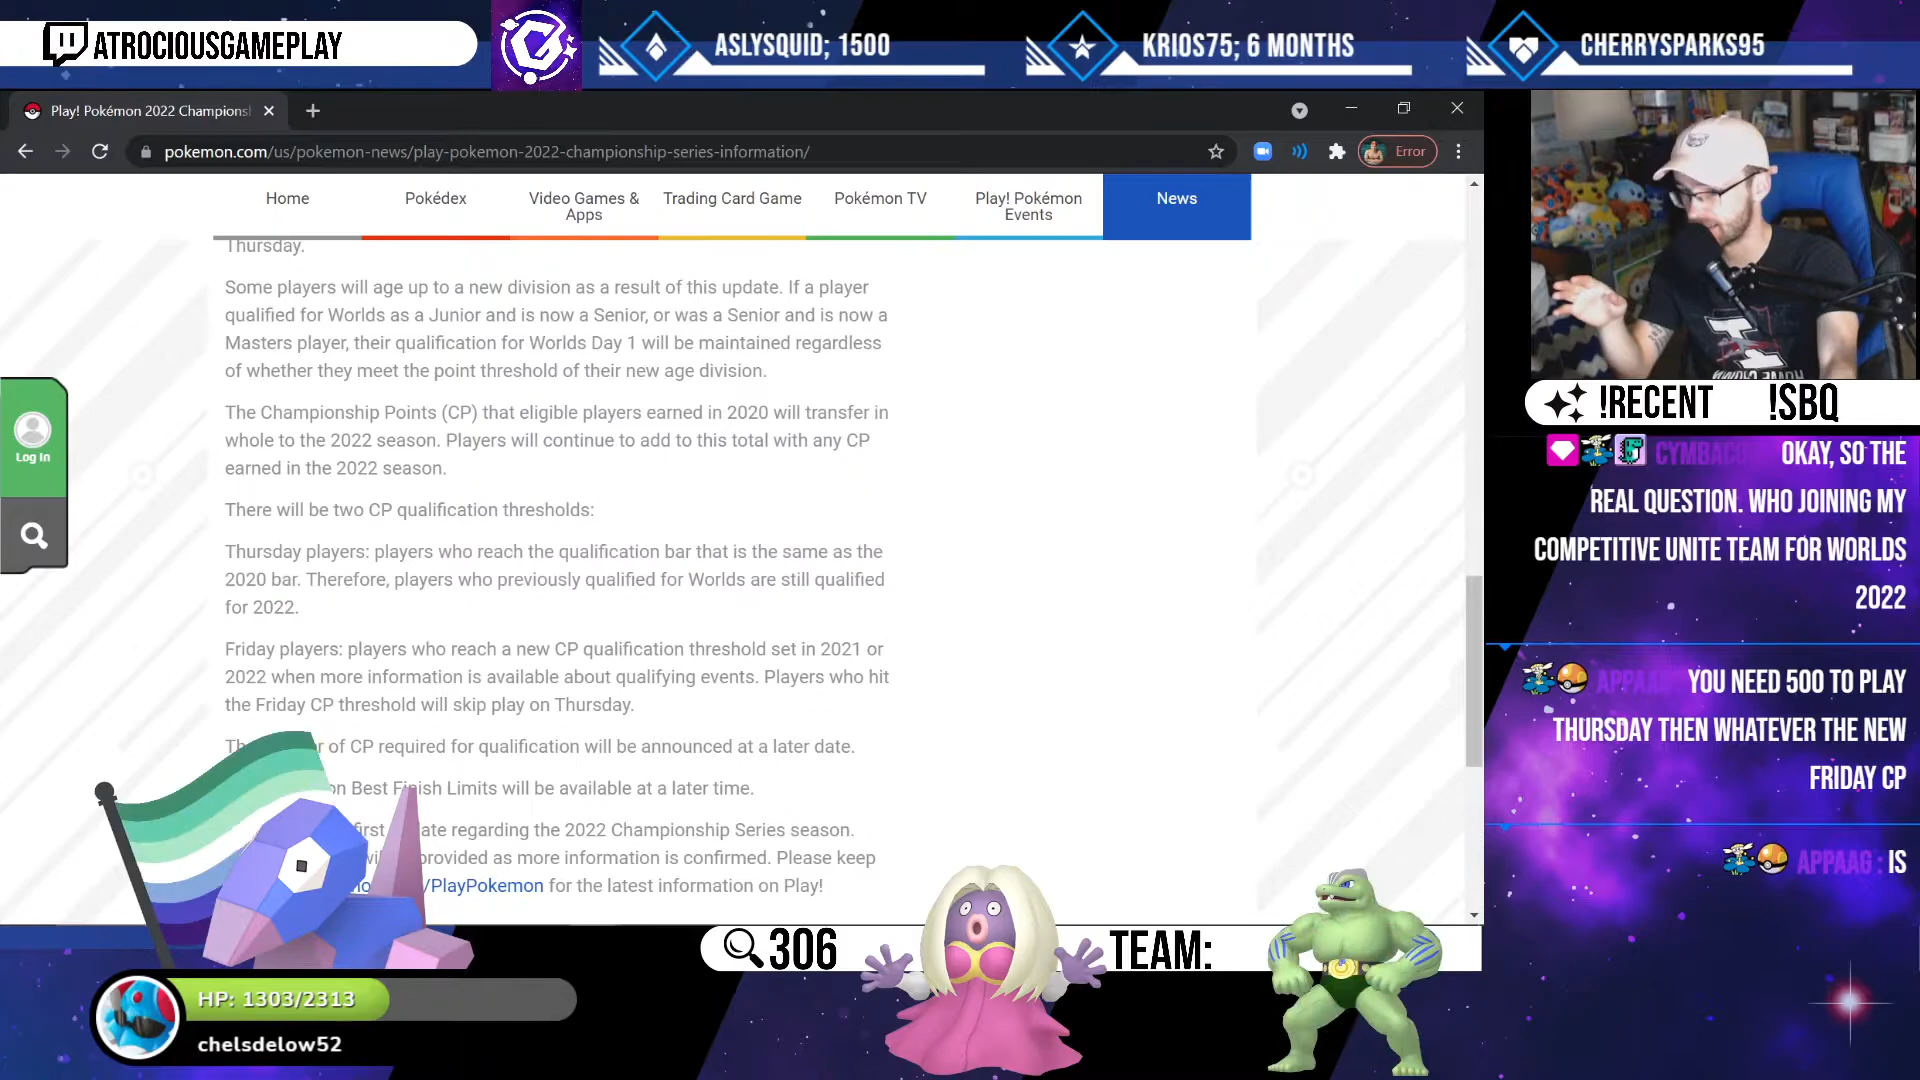 ATROCIOUSGAMEPLAY
ASLYSQUID; 1500
KRIOS75; 6 MONTHS
CHERRYSPARKS95
Play! Pokémon 2022 Champions
pokemon.com/us/pokemon-news/play-pokemon-2022-championship-series-information/
Error
Home
Pokédex
Video Games & Apps
Trading Card Game
Pokémon TV
Play! Pokémon Events
News
Thursday.
Some players will age up to a new division as a result of this update. If a player
qualified for Worlds as a Junior and is now a Senior, or was a Senior and is now a
Masters player, their qualification for Worlds Day 1 will be maintained regardless
of whether they meet the point threshold of their new age division.
The Championship Points (CP) that eligible players earned in 2020 will transfer in
whole to the 2022 season. Players will continue to add to this total with any CP
earned in the 2022 season.
There will be two CP qualification thresholds:
Thursday players: players who reach the qualification bar that is the same as the
2020 bar. Therefore, players who previously qualified for Worlds are still qualified
for 2022.
Friday players: players who reach a new CP qualification threshold set in 2021 or
2022 when more information is available about qualifying events. Players who hit
the Friday CP threshold will skip play on Thursday.
of CP required for qualification will be announced at a later date.
on Best Finish Limits will be available at a later time.
first regarding the 2022 Championship Series season.
provided as more information is confirmed. Please keep
/PlayPokemon for the latest information on Play!
Log In
!RECENT !SBQ
OKAY, SO THE
REAL QUESTION. WHO JOINING MY
COMPETITIVE UNITE TEAM FOR WORLDS
2022
YOU NEED 500 TO PLAY
THURSDAY THEN WHATEVER THE NEW
FRIDAY CP
APPAAG : IS
306
TEAM:
HP: 1303/2313
chelsdelow52